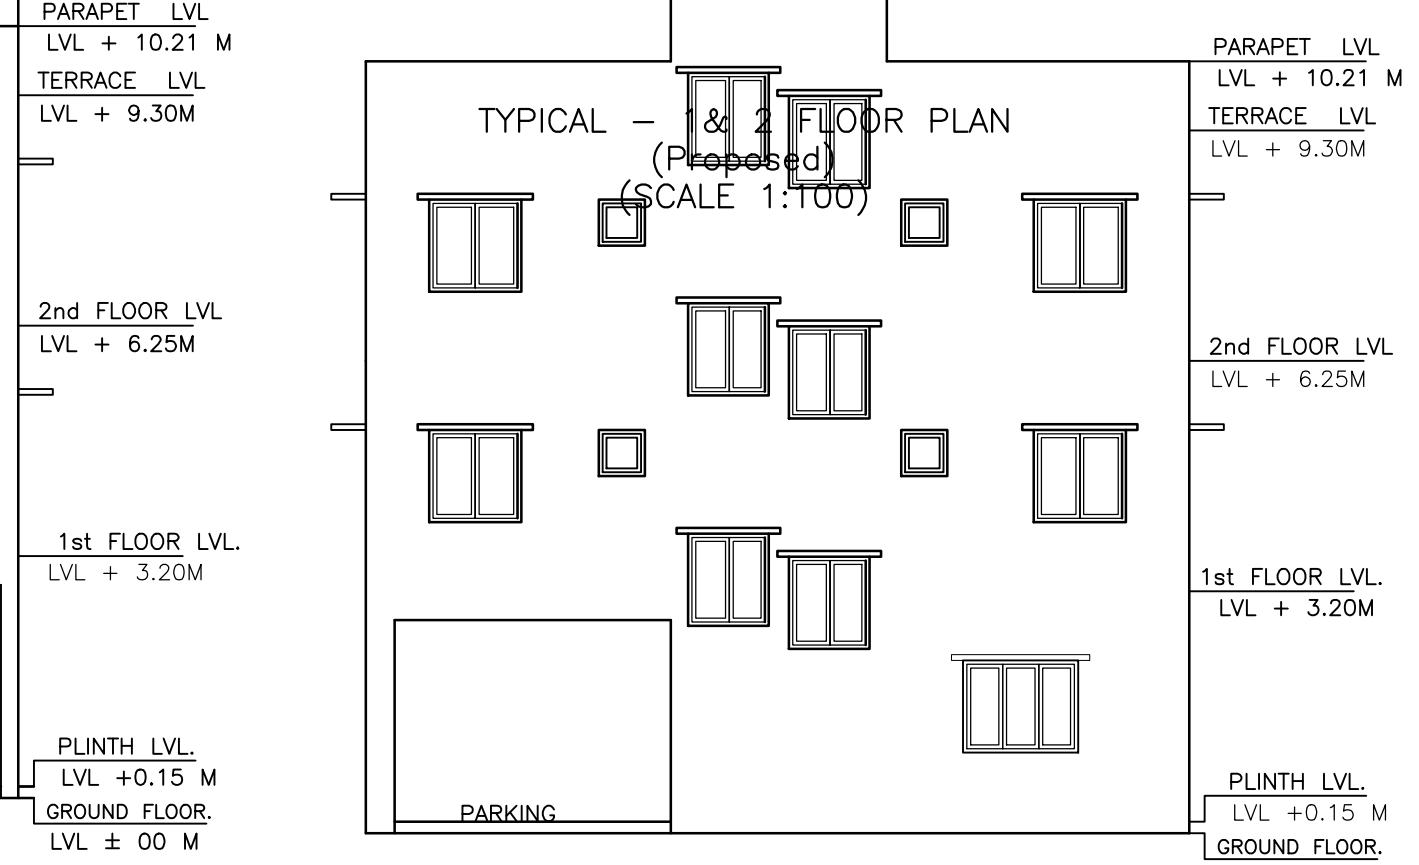 PARAPET LVL
LVL + 10.21 M
TERRACE LVL
LVL + 9.30M
2nd FLOOR LVL
LVL + 6.25M
1st FLOOR LVL.
LVL + 3.20M
PLINTH LVL.
LVL +0.15 M
GROUND FLOOR.
LVL ± 00 M
TYPICAL - 1& 2 FLOOR PLAN
(Proposed)
(SCALE 1:100)
PARKING
PARAPET LVL
LVL + 10.21 M
TERRACE LVL
LVL + 9.30M
2nd FLOOR LVL
LVL + 6.25M
1st FLOOR LVL.
LVL + 3.20M
PLINTH LVL.
LVL +0.15 M
GROUND FLOOR.